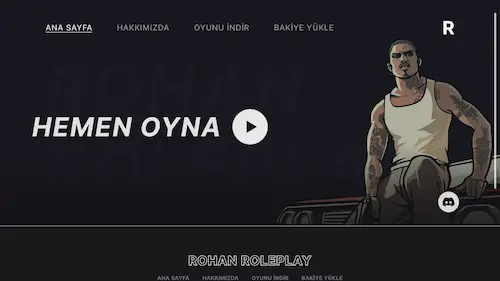 ANA SAYFA HAKKIMIZDA OYUNU İNDİR BAKİYE YÜKLE R
ROHAN
HEMEN OYNA
ROHAN ROLEPLAY
ANA SAYFA HAKKIMIZDA OYUNU İNDİR BAKİYE YÜKLE